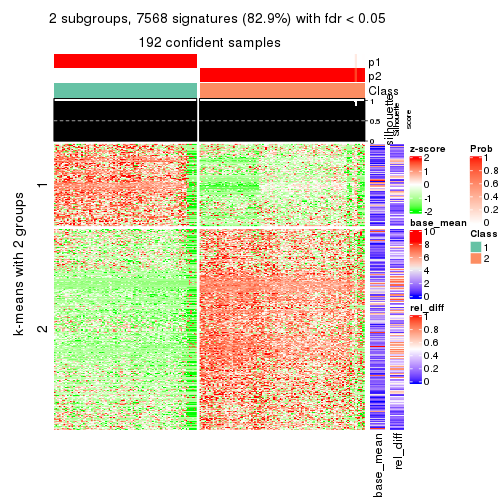 2 subgroups, 7568 signatures (82.9%) with fdr < 0.05
192 confident samples
p1
p2
Class
1
0.5
0
silhouette
Silhouette
score
k-means with 2 groups
1
2
base_mean
rel_diff
z-score
2
1
0
-1
-2
base_mean
10
8
6
4
2
0
rel_diff
1
0.8
0.6
0.4
0.2
0
Prob
1
0.8
0.6
0.4
0.2
0
Class
1
2